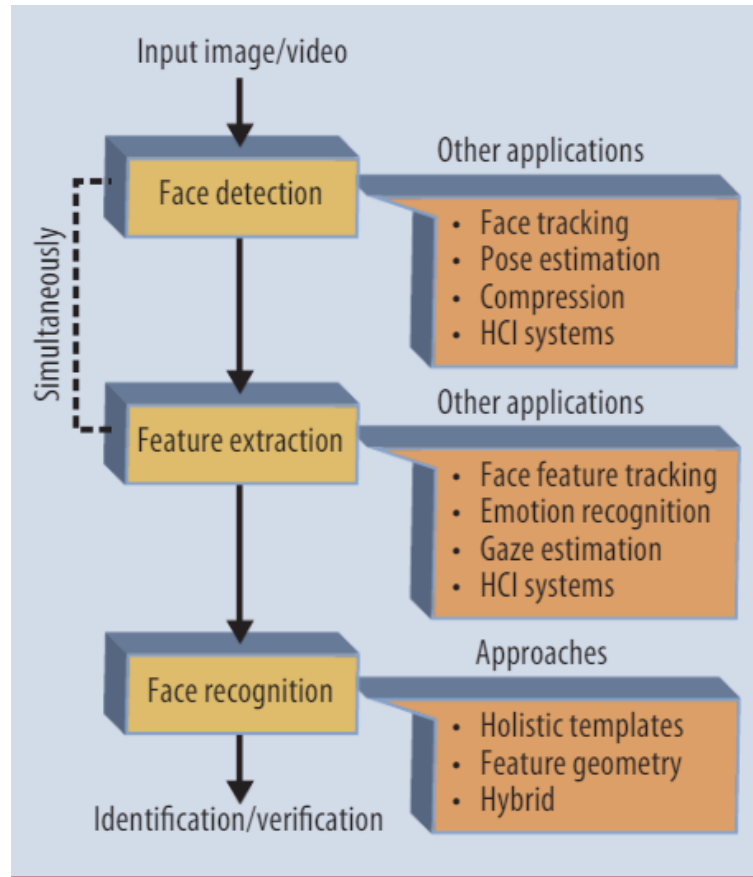 Input image/video
Face detection
Other applications
• Face tracking
• Pose estimation
• Compression
• HCI systems
Simultaneously
Feature extraction
Other applications
• Face feature tracking
• Emotion recognition
• Gaze estimation
• HCI systems
Face recognition
Approaches
• Holistic templates
• Feature geometry
• Hybrid
Identification/verification